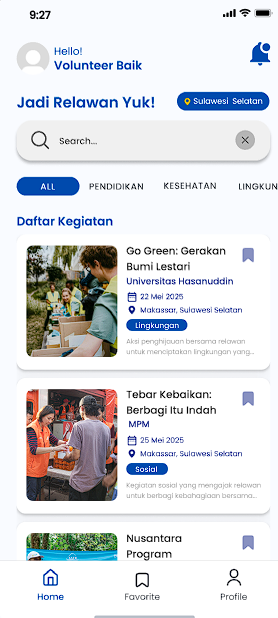 9:27
Hello!
Volunteer Baik
Jadi Relawan Yuk!
Sulawesi Selatan
Search...
ALL
PENDIDIKAN
KESEHATAN
LINGKUN
Daftar Kegiatan
Go Green: Gerakan
Bumi Lestari
Universitas Hasanuddin
22 Mei 2025
Makassar, Sulawesi Selatan
Lingkungan
Aksi penghijauan bersama relawan
untuk menciptakan lingkungan yang...
Tebar Kebaikan:
Berbagi Itu Indah
MPM
25 Mei 2025
Makassar, Sulawesi Selatan
Sosial
Kegiatan sosial yang mengajak relawan
untuk berbagi kebahagiaan bersama...
Nusantara
Program
Home
Favorite
Profile